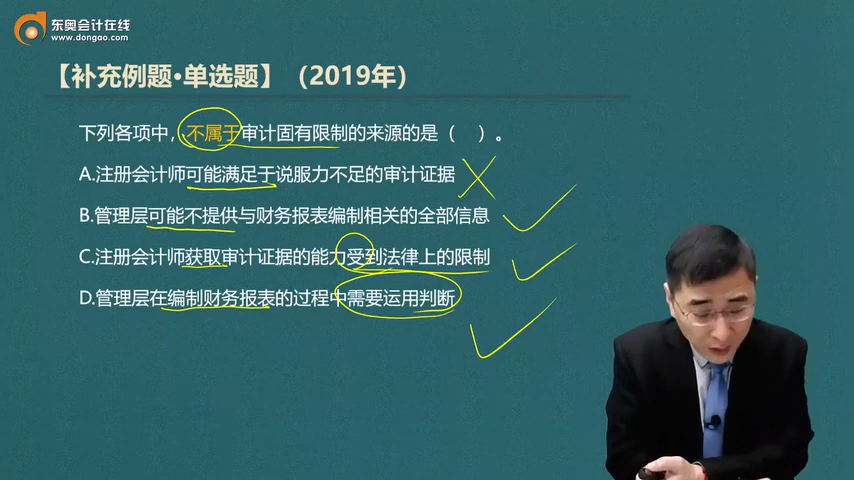 东奥会计在线
www.dongao.com
【补充例题•单选题】（2019年）
下列各项中，不属于审计固有限制的来源的是（　）。
A.注册会计师可能满足于说服力不足的审计证据
B.管理层可能不提供与财务报表编制相关的全部信息
C.注册会计师获取审计证据的能力受到法律上的限制
D.管理层在编制财务报表的过程中需要运用判断